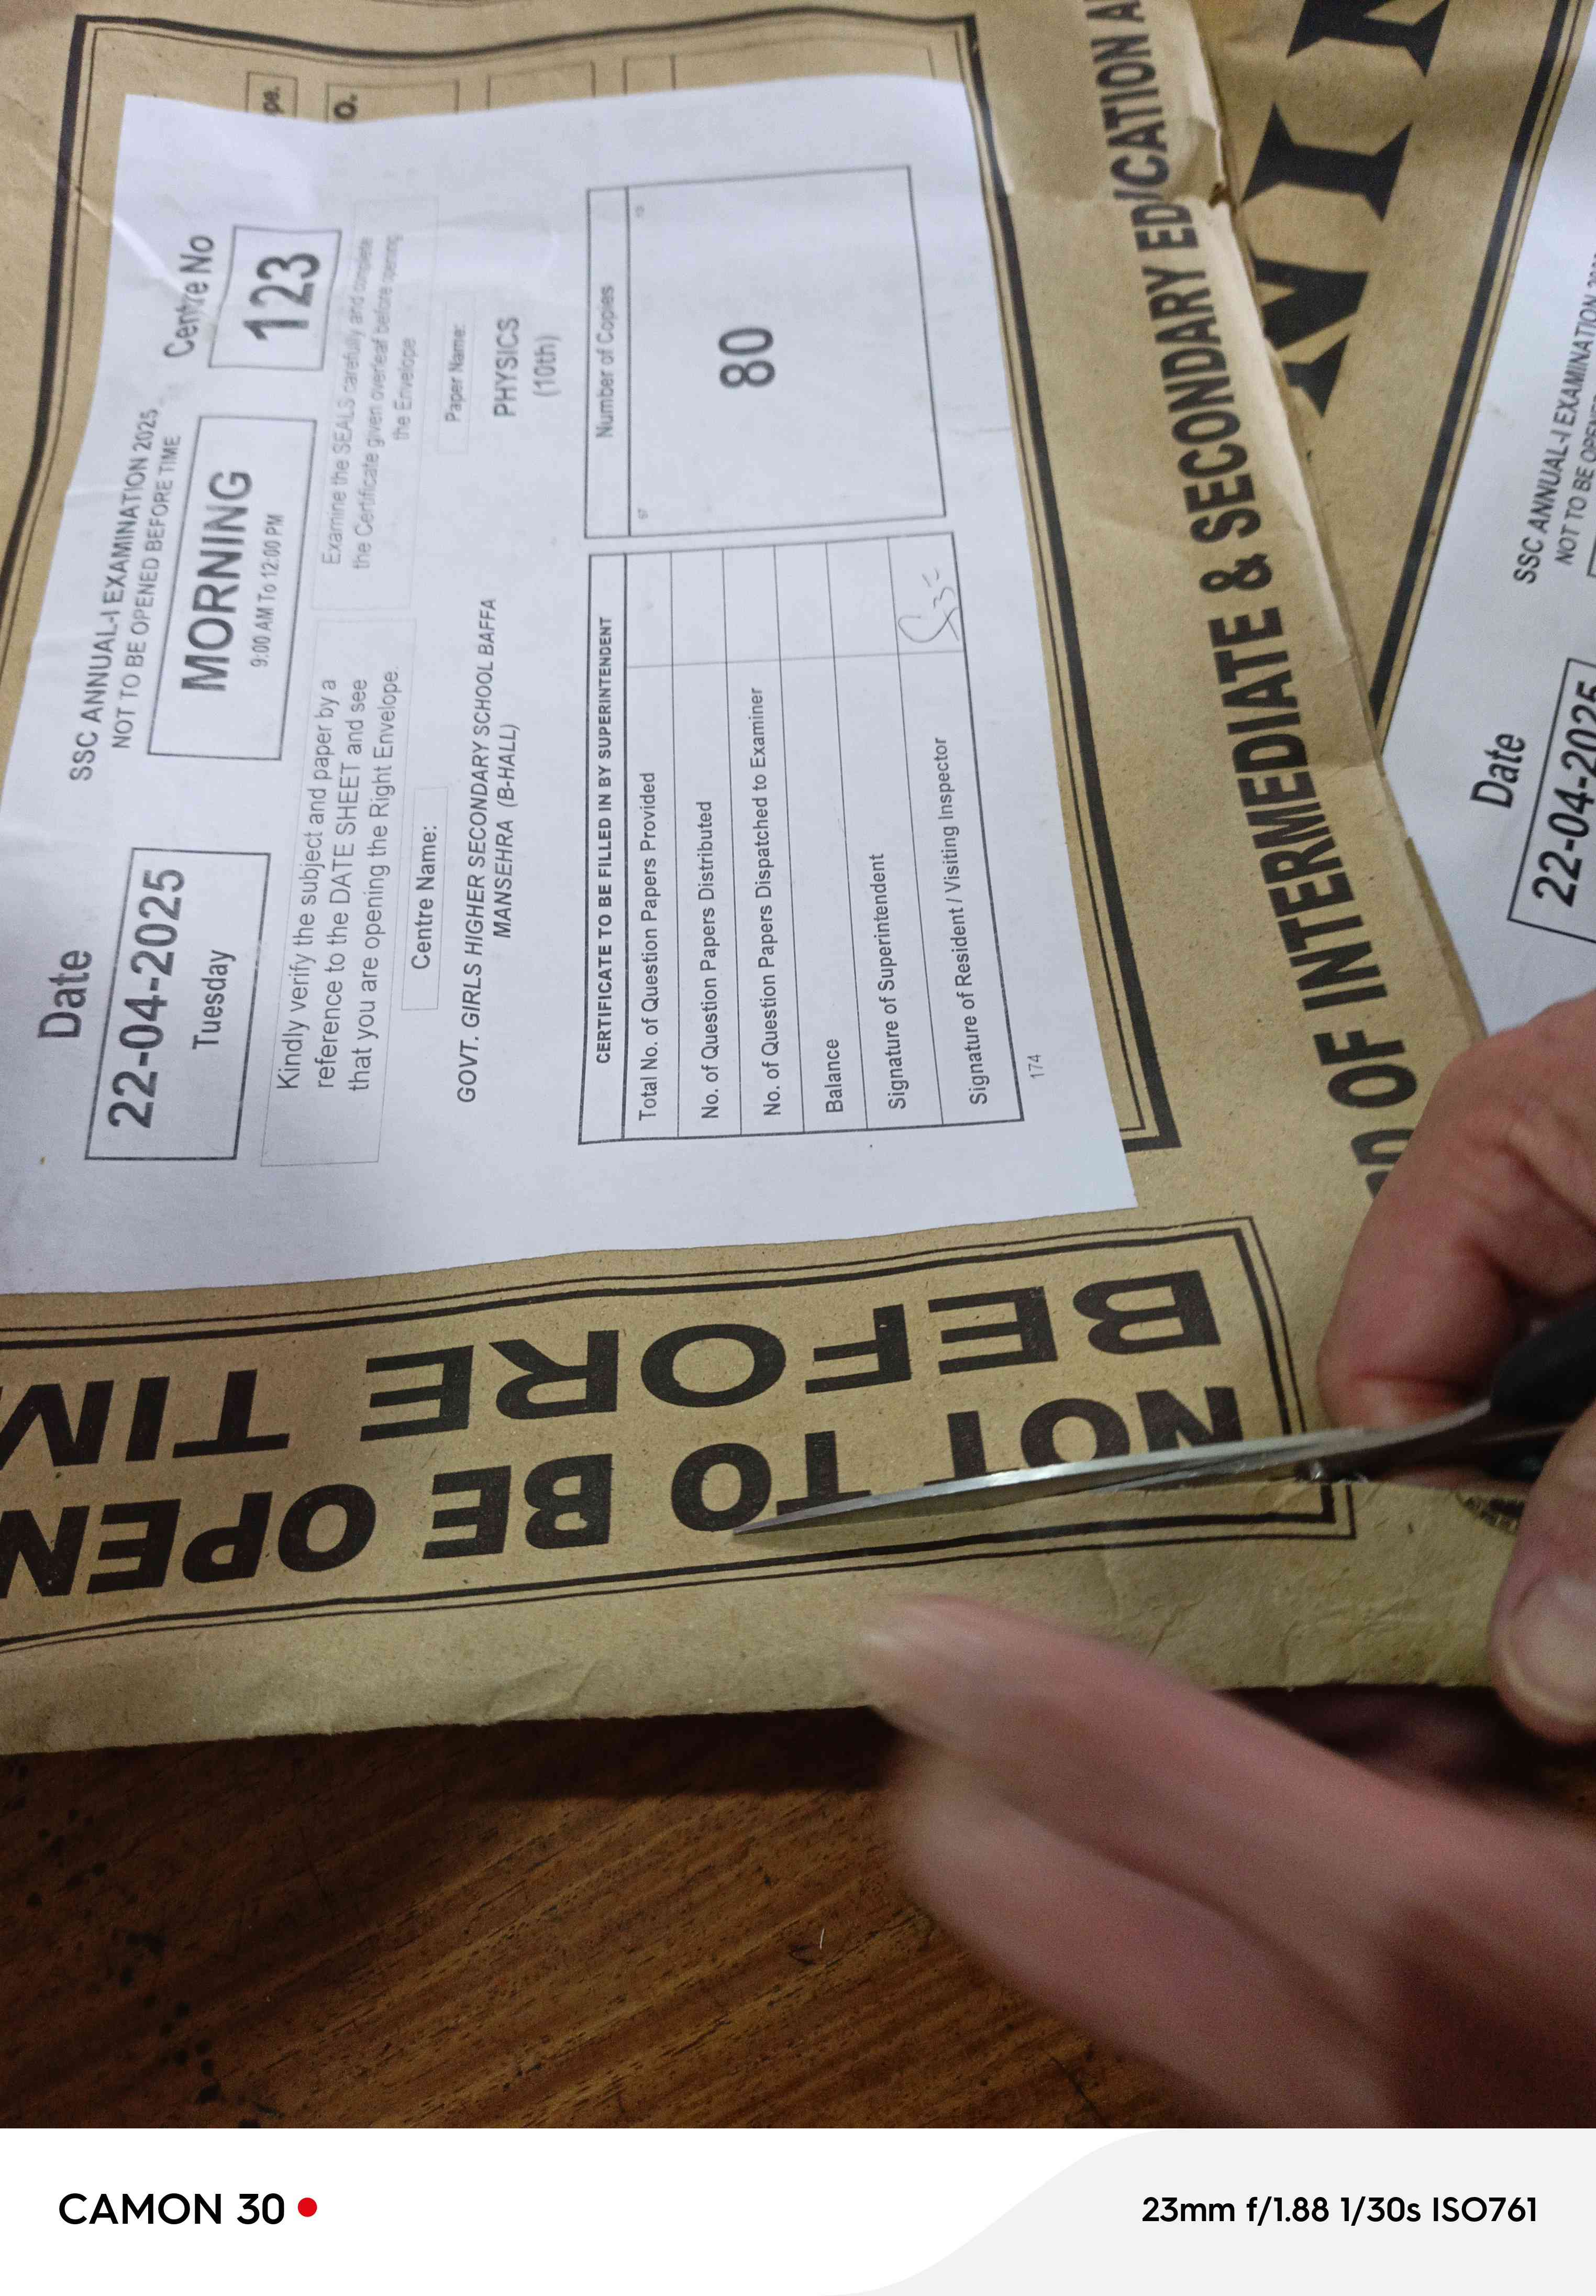 Date
22-04-2025
Tuesday
SSC ANNUAL-I EXAMINATION 2025
NOT TO BE OPENED BEFORE TIME
MORNING
9:00 AM To 12:00 PM
Centre No
123
Kindly verify the subject and paper by a
reference to the DATE SHEET and see
that you are opening the Right Envelope.
Examine the SEALS carefully and complete
the Certificate given overleaf before opening
the Envelope
Centre Name:
GOVT. GIRLS HIGHER SECONDARY SCHOOL BAFFA
MANSEHRA (B-HALL)
Paper Name:
PHYSICS
(10th)
CERTIFICATE TO BE FILLED IN BY SUPERINTENDENT
Total No. of Question Papers Provided
No. of Question Papers Distributed
No. of Question Papers Dispatched to Examiner
Balance
Signature of Superintendent
Signature of Resident / Visiting Inspector
174
Number of Copies
80
OF INTERMEDIATE & SECONDARY EDUCATION A
NOT TO BE OPEN
BEFORE TIM
Date
22-04-2025
SSC ANNUAL-I EXAMINATION
NOT TO BE OPENE
CAMON 30
23mm f/1.88 1/30s ISO761